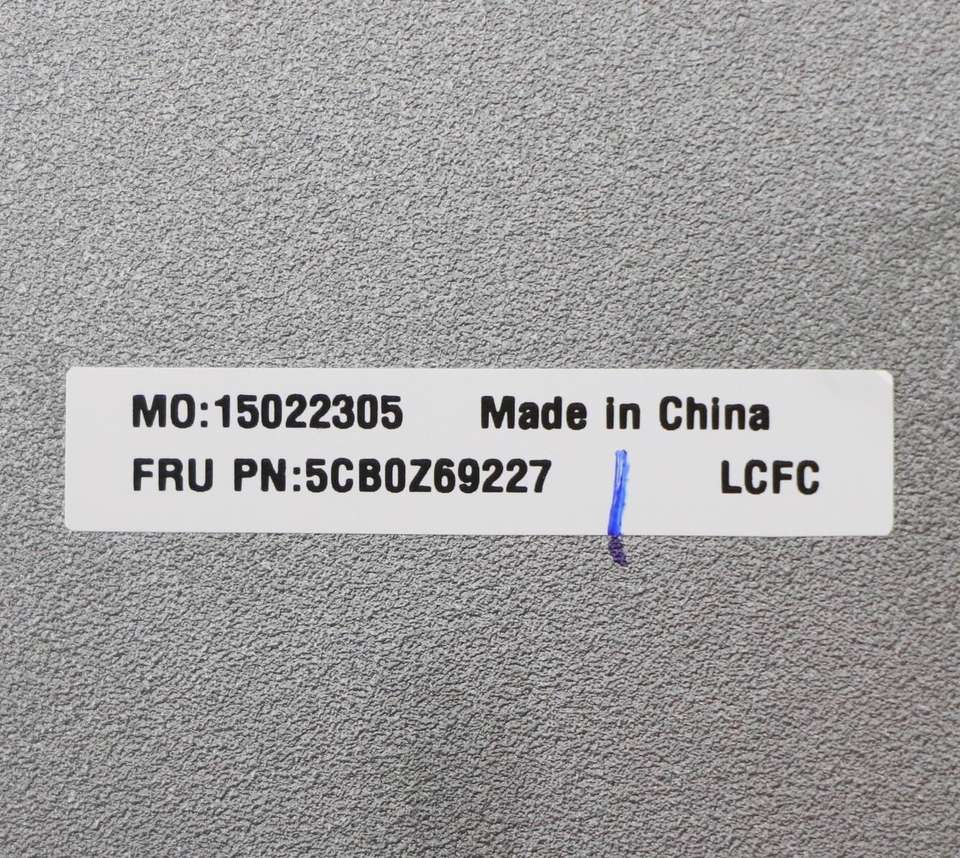 MO:15022305 Made in China
FRU PN:5CB0Z69227 LCFC